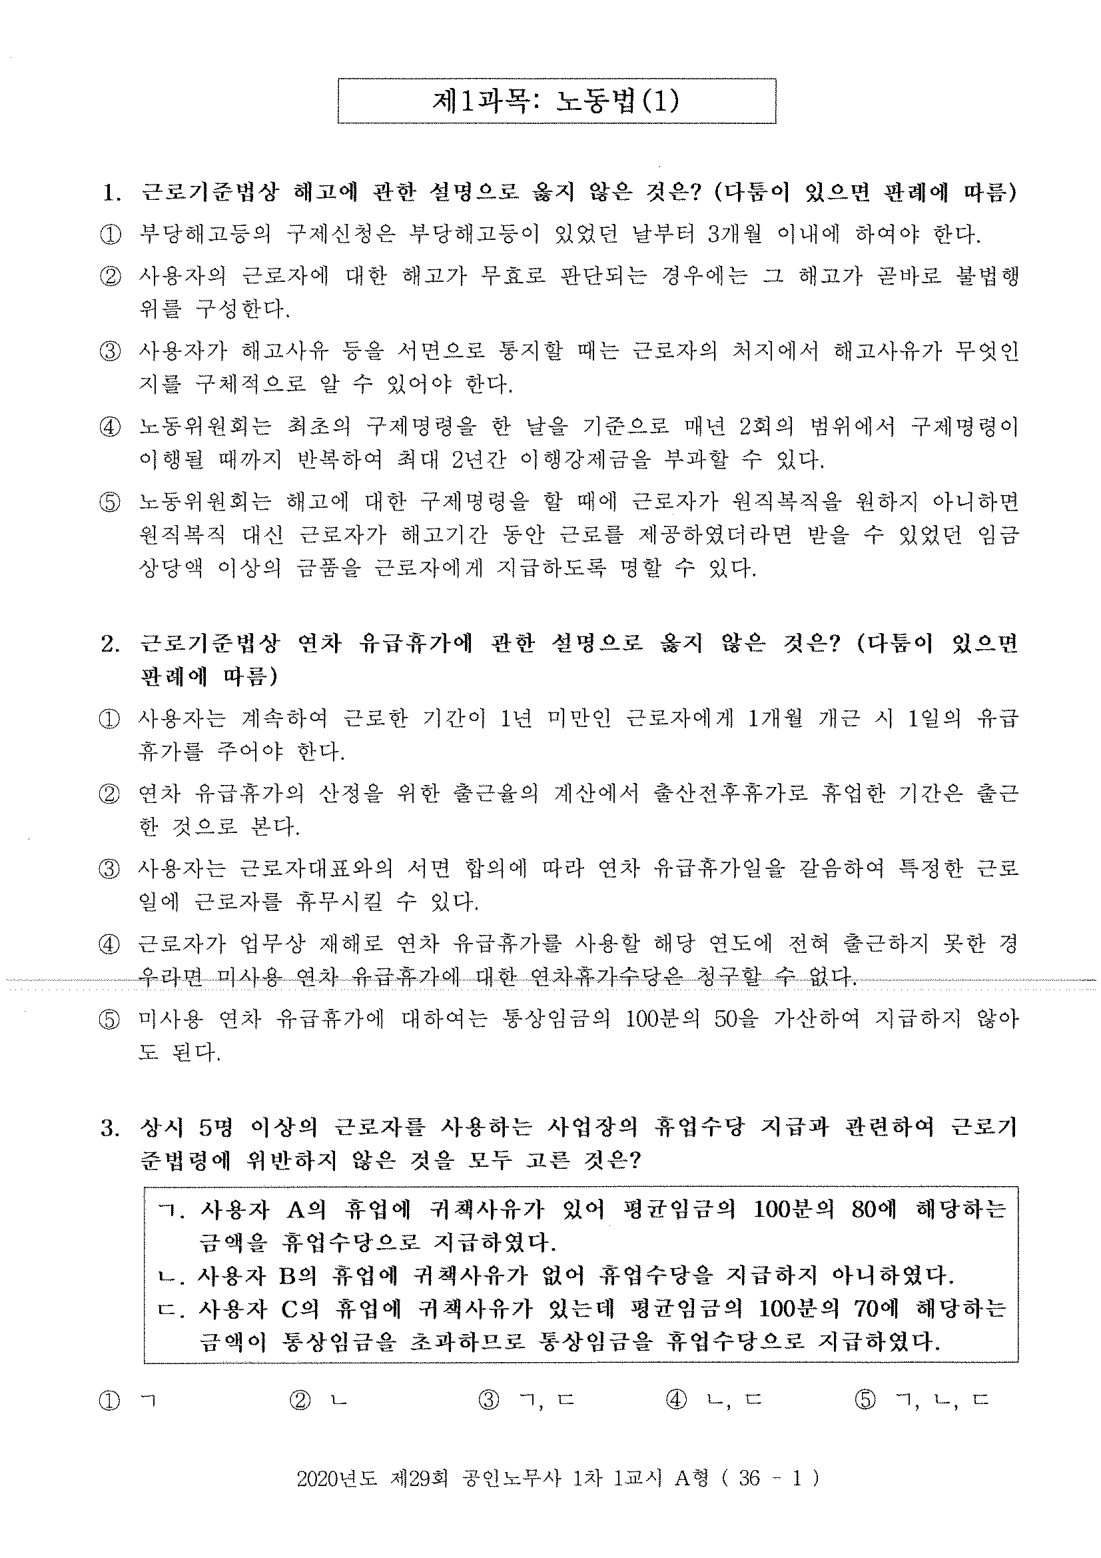 제1과목: 노동법(1)
1. 근로기준법상 해고에 관한 설명으로 옳지 않은 것은? (다툼이 있으면 판례에 따름)
① 부당해고등의 구제신청은 부당해고등이 있었던 날부터 3개월 이내에 하여야 한다.
② 사용자의 근로자에 대한 해고가 무효로 판단되는 경우에는 그 해고가 곧바로 불법행
위를 구성한다.
③ 사용자가 해고사유 등을 서면으로 통지할 때는 근로자의 처지에서 해고사유가 무엇인
지를 구체적으로 알 수 있어야 한다.
④ 노동위원회는 최초의 구제명령을 한 날을 기준으로 매년 2회의 범위에서 구제명령이
이행될 때까지 반복하여 최대 2년간 이행강제금을 부과할 수 있다.
⑤ 노동위원회는 해고에 대한 구제명령을 할 때에 근로자가 원직복직을 원하지 아니하면
원직복직 대신 근로자가 해고기간 동안 근로를 제공하였더라면 받을 수 있었던 임금
상당액 이상의 금품을 근로자에게 지급하도록 명할 수 있다.
2. 근로기준법상 연차 유급휴가에 관한 설명으로 옳지 않은 것은? (다툼이 있으면
판례에 따름)
① 사용자는 계속하여 근로한 기간이 1년 미만인 근로자에게 1개월 개근 시 1일의 유급
휴가를 주어야 한다.
② 연차 유급휴가의 산정을 위한 출근율의 계산에서 출산전후휴가로 휴업한 기간은 출근
한 것으로 본다.
③ 사용자는 근로자대표와의 서면 합의에 따라 연차 유급휴가일을 갈음하여 특정한 근로
일에 근로자를 휴무시킬 수 있다.
④ 근로자가 업무상 재해로 연차 유급휴가를 사용할 해당 연도에 전혀 출근하지 못한 경
우라면 미사용 연차 유급휴가에 대한 연차휴가수당은 청구할 수 없다.
⑤ 미사용 연차 유급휴가에 대하여는 통상임금의 100분의 50을 가산하여 지급하지 않아
도 된다.
3. 상시 5명 이상의 근로자를 사용하는 사업장의 휴업수당 지급과 관련하여 근로기
준법령에 위반하지 않은 것을 모두 고른 것은?
ㄱ. 사용자 A의 휴업에 귀책사유가 있어 평균임금의 100분의 80에 해당하는
금액을 휴업수당으로 지급하였다.
ㄴ. 사용자 B의 휴업에 귀책사유가 없어 휴업수당을 지급하지 아니하였다.
ㄷ. 사용자 C의 휴업에 귀책사유가 있는데 평균임금의 100분의 70에 해당하는
금액이 통상임금을 초과하므로 통상임금을 휴업수당으로 지급하였다.
① ㄱ ② ㄴ ③ ㄱ, ㄷ ④ ㄴ, ㄷ ⑤ ㄱ, ㄴ, ㄷ
2020년도 제29회 공인노무사 1차 1교시 A형 ( 36 - 1 )